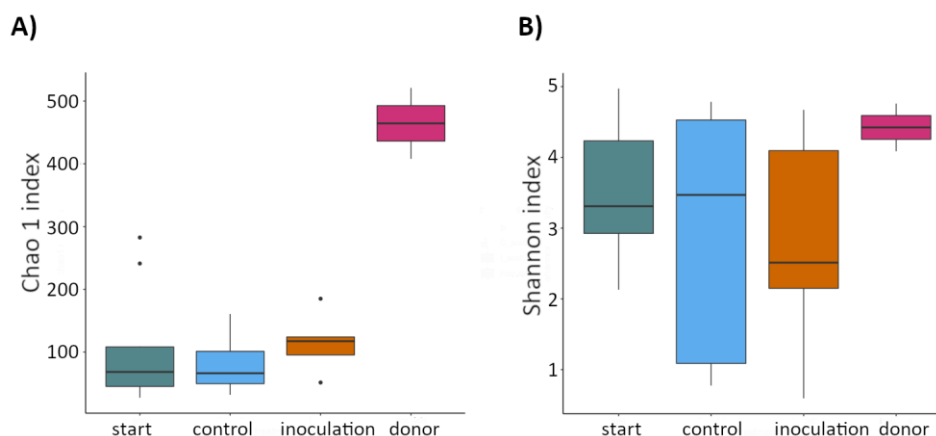 A)
Chao 1 index
500
400
300
200
100
start control inoculation donor
B)
Shannon index
5
4
3
2
1
start control inoculation donor